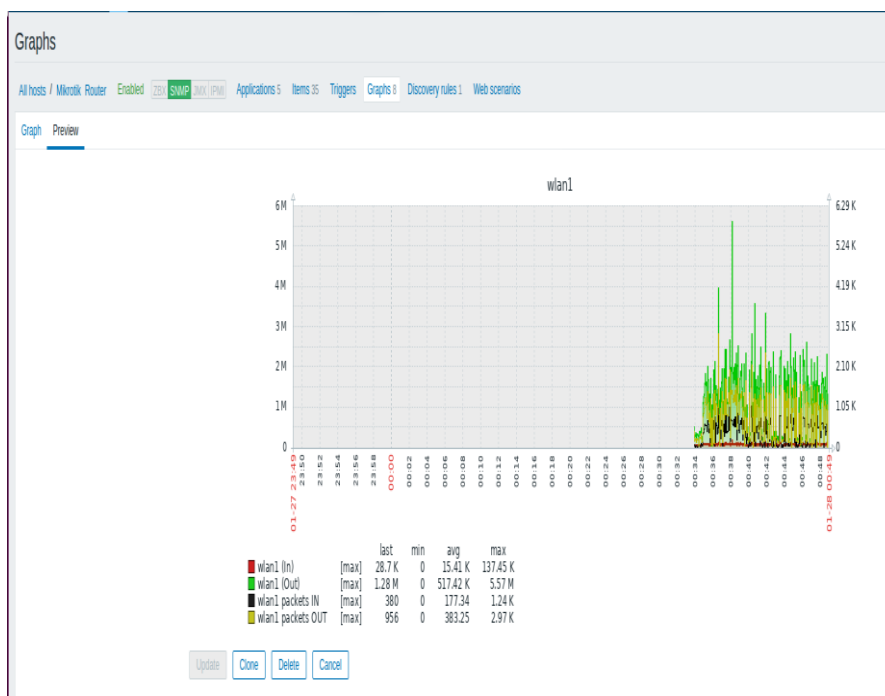 Graphs
All hosts / Mikrotik Router Enabled ZBX SNMP JMX IPMI Applications 5 Items 35 Triggers Graphs 8 Discovery rules 1 Web scenarios
Graph Preview
wlan1
6 M 6.29 K
5 M 5.24 K
4 M 4.19 K
3 M 3.15 K
2 M 2.10 K
1 M 1.05 K
0 0
01-27 23:49 23:50 23:52 23:54 23:56 23:58 00:00 00:02 00:04 00:06 00:08 00:10 00:12 00:14 00:16 00:18 00:20 00:22 00:24 00:26 00:28 00:30 00:32 00:34 00:36 00:38 00:40 00:42 00:44 00:46 00:48 01-28 00:49
last min avg max
wlan1 (In) [max] 28.7 K 0 15.41 K 137.45 K
wlan1 (Out) [max] 1.28 M 0 517.42 K 5.57 M
wlan1 packets IN [max] 380 0 177.34 1.24 K
wlan1 packets OUT [max] 956 0 383.25 2.97 K
Update Clone Delete Cancel